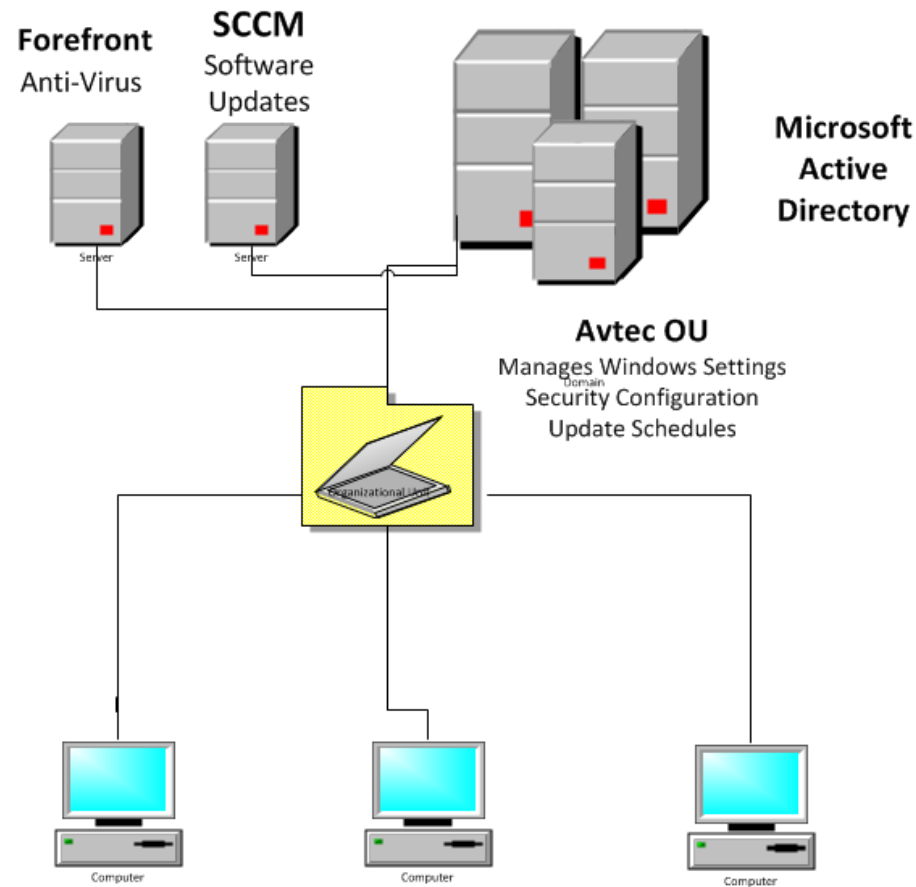 Forefront
Anti-Virus
SCCM
Software
Updates
Microsoft
Active
Directory
Server
Server
Avtec OU
Manages Windows Settings
Domain
Security Configuration
Update Schedules
Organizational Unit
Computer
Computer
Computer